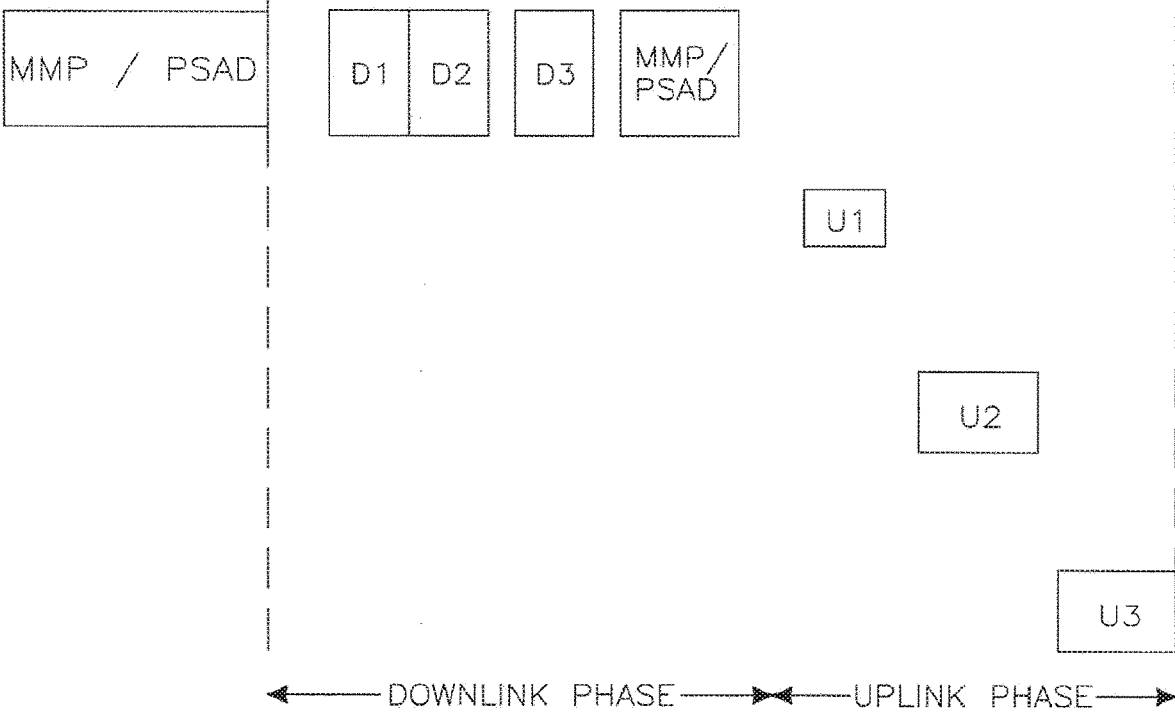 MMP / PSAD
D1
D2
D3
MMP/
PSAD
U1
U2
U3
DOWNLINK PHASE
UPLINK PHASE